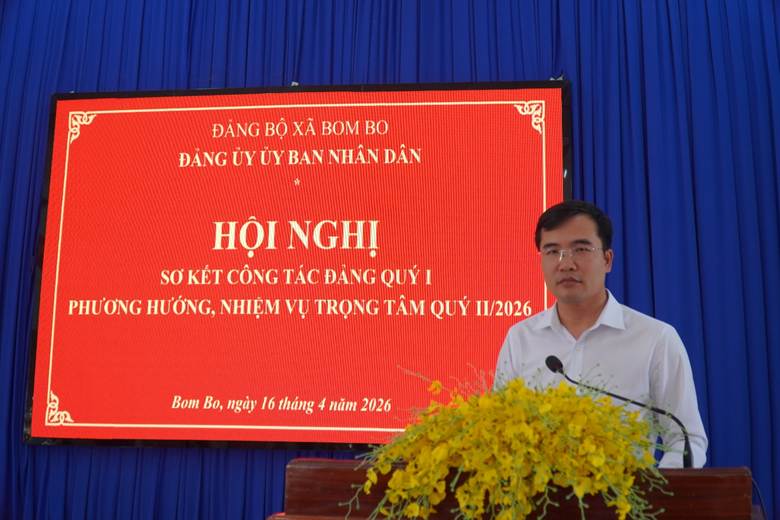 ĐẢNG BỘ XÃ BOM BO
ĐẢNG ỦY ỦY BAN NHÂN DÂN
*
HỘI NGHỊ
SƠ KẾT CÔNG TÁC ĐẢNG QUÝ I
PHƯƠNG HƯỚNG, NHIỆM VỤ TRỌNG TÂM QUÝ II/2026
Bom Bo, ngày 16 tháng 4 năm 2026